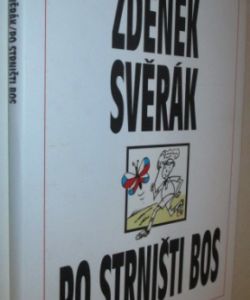 ZDENĚK
SVĚRÁK
PO STRNIŠTI BOS
SVĚRÁK/PO STRNIŠTI BOS